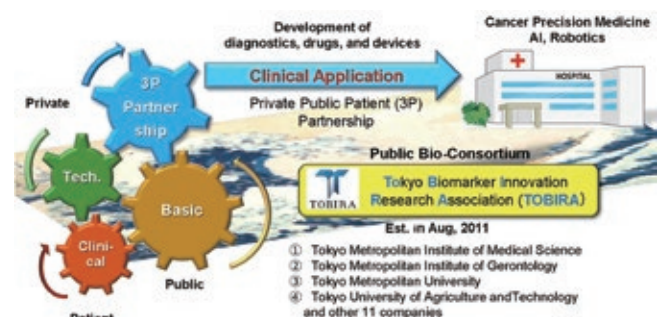 Development of
diagnostics, drugs, and devices
Cancer Precision Medicine
AI, Robotics
Clinical Application
Private Public Patient (3P)
Partnership
HOSPITAL
Private
3P
Partner
ship
Tech.
Basic
Clini-
cal
Public
Patient
Public Bio-Consortium
TOBIRA
Tokyo Biomarker Innovation
Research Association (TOBIRA)
Est. in Aug, 2011
① Tokyo Metropolitan Institute of Medical Science
② Tokyo Metropolitan Institute of Gerontology
③ Tokyo Metropolitan University
④ Tokyo University of Agriculture andTechnology
and other 11 companies